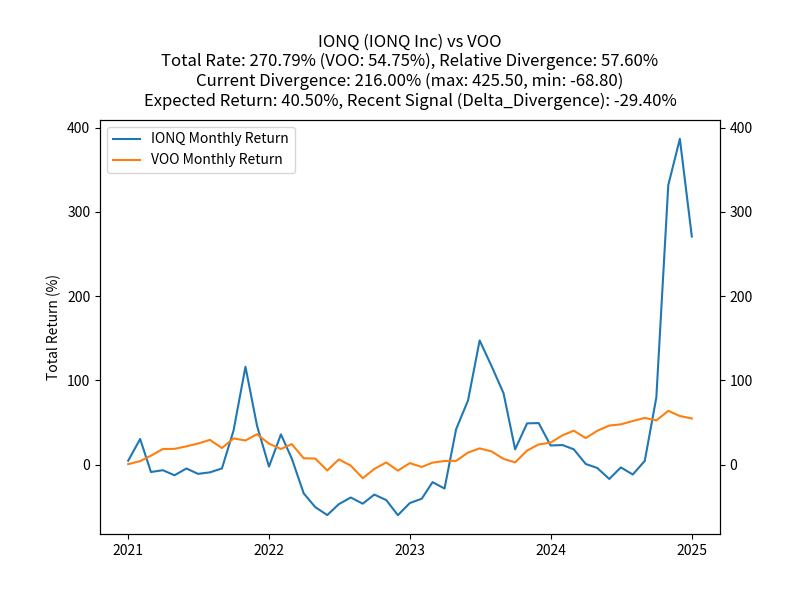 IONQ (IONQ Inc) vs VOO
Total Rate: 270.79% (VOO: 54.75%), Relative Divergence: 57.60%
Current Divergence: 216.00% (max: 425.50, min: -68.80)
Expected Return: 40.50%, Recent Signal (Delta_Divergence): -29.40%
IONQ Monthly Return
VOO Monthly Return
Total Return (%)
400
300
200
100
0
400
300
200
100
0
2021
2022
2023
2024
2025